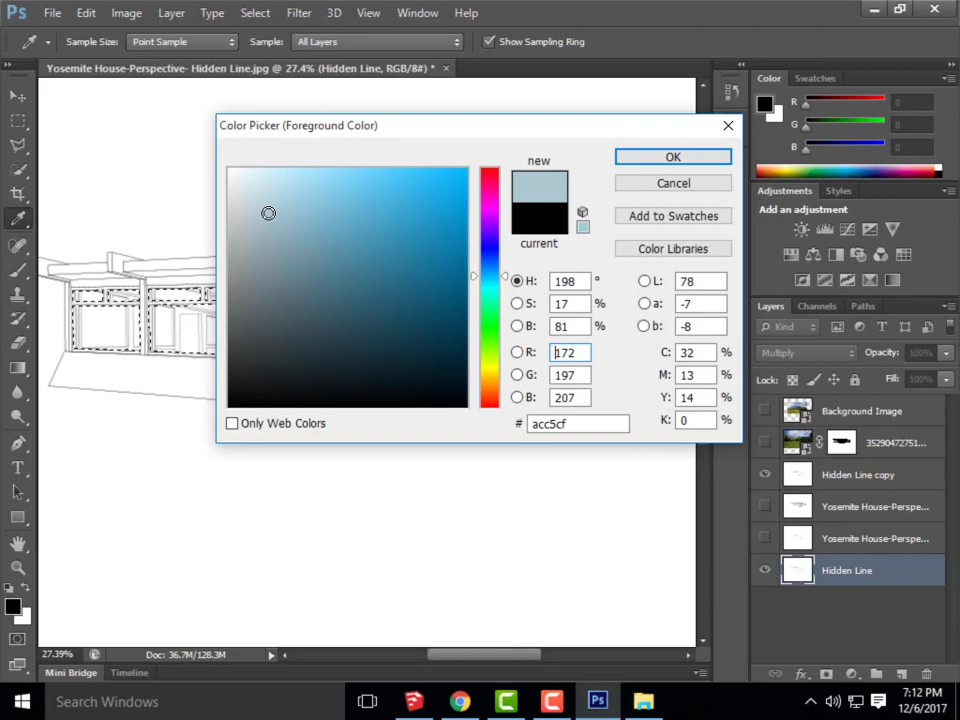 Ps File Edit Image Layer Type Select Filter 3D View Window Help
Sample Size: Point Sample Sample: All Layers Show Sampling Ring
Yosemite House-Perspective- Hidden Line.jpg @ 27.4% (Hidden Line, RGB/8#) * ×
Color Swatches
R 0
G 0
B 0
Color Picker (Foreground Color)
new
current
OK
Cancel
Add to Swatches
Color Libraries
H: 198 °
S: 17 %
B: 81 %
R: 172
G: 197
B: 207
L: 78
a: -7
b: -8
C: 32 %
M: 13 %
Y: 14 %
K: 0 %
# acc5cf
Only Web Colors
Adjustments Styles
Add an adjustment
Layers Channels Paths
Kind
Multiply Opacity: 100%
Lock: Fill: 100%
Background Image
35290472751...
Hidden Line copy
Yosemite House-Perspe...
Yosemite House-Perspe...
Hidden Line
27.39% Doc: 36.7M/128.3M
Mini Bridge Timeline
Search Windows
Ps
7:12 PM
12/6/2017